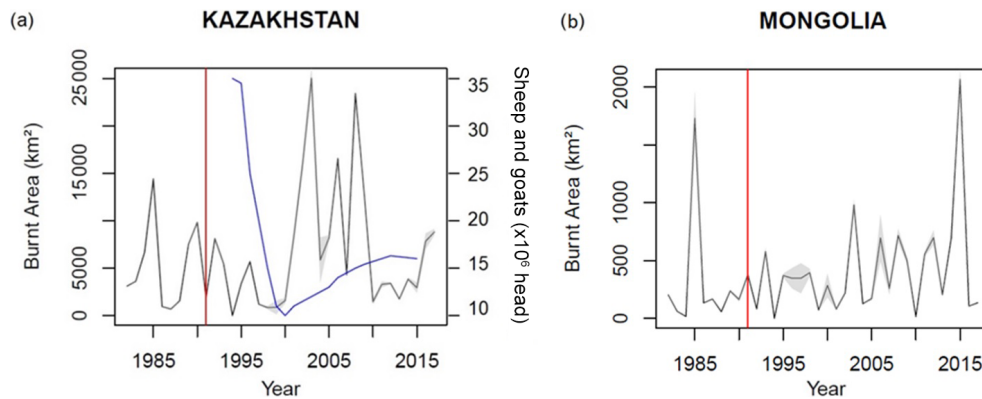 (a) KAZAKHSTAN
Burnt Area (km²)
25000
15000
5000
0
35
30
25
20
15
10
Sheep and goats (x10⁶ head)
1985 1995 2005 2015
Year
(b) MONGOLIA
Burnt Area (km²)
2000
1000
500
0
1985 1995 2005 2015
Year